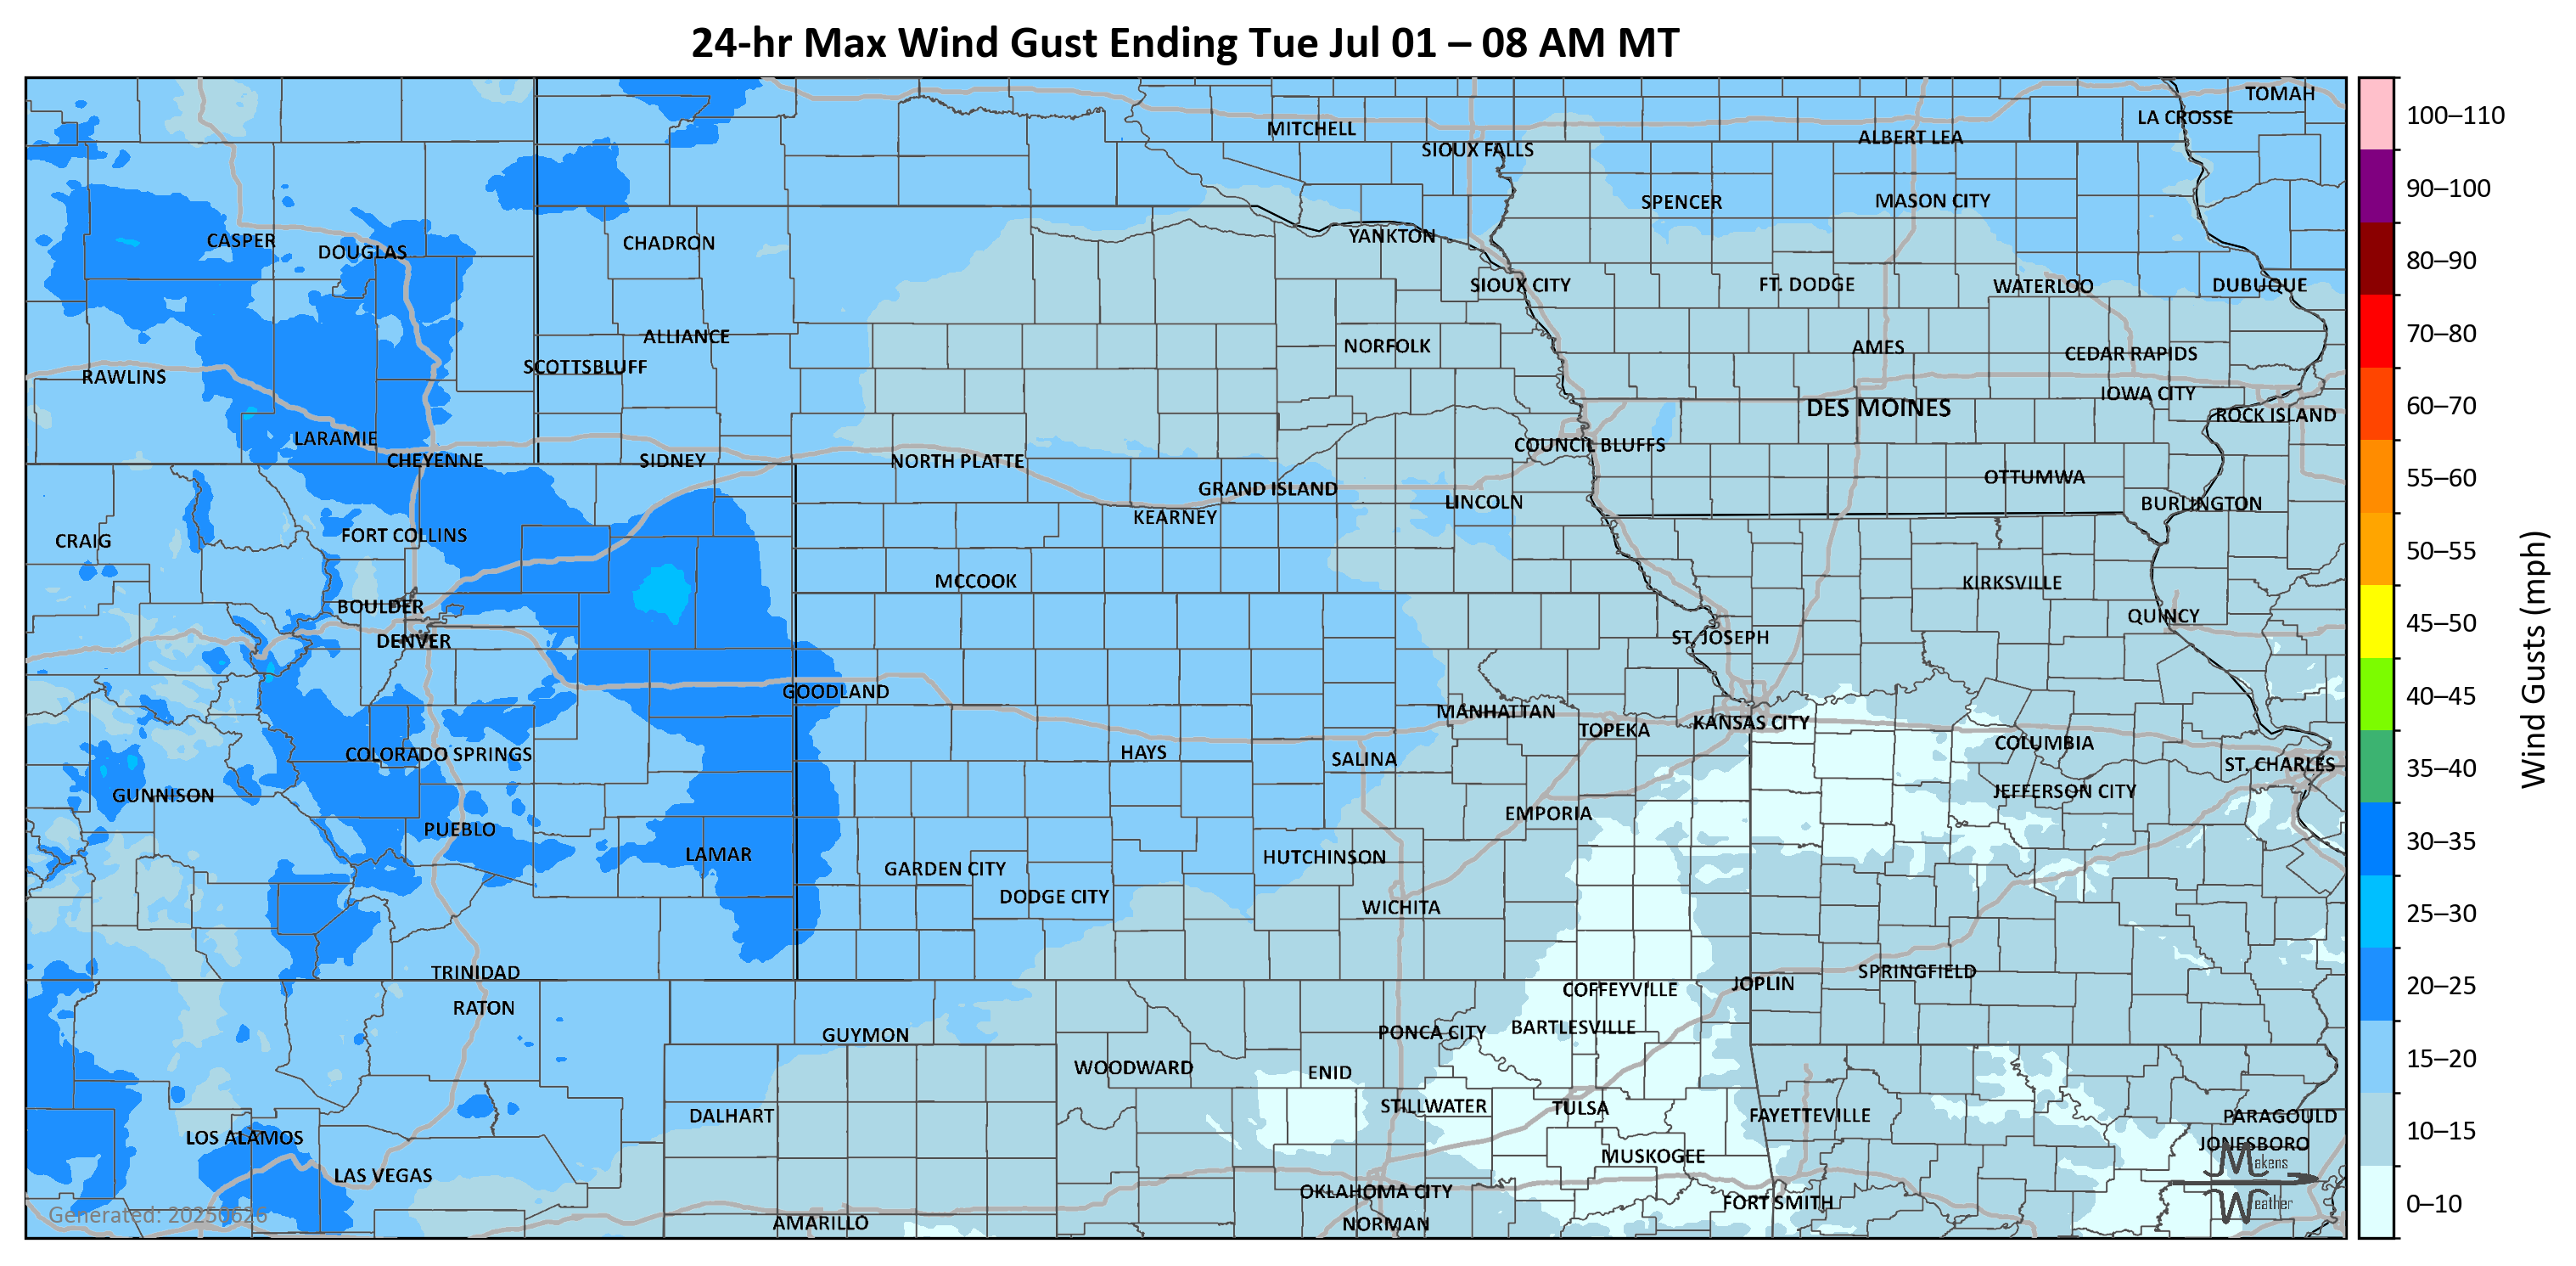 24-hr Max Wind Gust Ending Tue Jul 01 – 08 AM MT
TOMAH
LA CROSSE
MITCHELL
ALBERT LEA
SIOUX FALLS
SPENCER
MASON CITY
CASPER
DOUGLAS
CHADRON
YANKTON
SIOUX CITY
FT. DODGE
WATERLOO
DUBUQUE
ALLIANCE
NORFOLK
AMES
CEDAR RAPIDS
SCOTTSBLUFF
RAWLINS
IOWA CITY
DES MOINES
ROCK ISLAND
LARAMIE
COUNCIL BLUFFS
CHEYENNE
SIDNEY
NORTH PLATTE
OTTUMWA
GRAND ISLAND
LINCOLN
BURLINGTON
KEARNEY
FORT COLLINS
CRAIG
MCCOOK
KIRKSVILLE
BOULDER
QUINCY
DENVER
ST. JOSEPH
GOODLAND
MANHATTAN
KANSAS CITY
TOPEKA
COLUMBIA
COLORADO SPRINGS
HAYS
SALINA
ST. CHARLES
GUNNISON
JEFFERSON CITY
EMPORIA
PUEBLO
LAMAR
HUTCHINSON
GARDEN CITY
DODGE CITY
WICHITA
TRINIDAD
SPRINGFIELD
JOPLIN
COFFEYVILLE
RATON
BARTLESVILLE
PONCA CITY
GUYMON
WOODWARD
ENID
STILLWATER
TULSA
DALHART
FAYETTEVILLE
PARAGOULD
LOS ALAMOS
JONESBORO
MUSKOGEE
LAS VEGAS
OKLAHOMA CITY
FORT SMITH
AMARILLO
NORMAN
Generated: 20250626
Makens
Weather
100–110
90–100
80–90
70–80
60–70
55–60
50–55
45–50
40–45
35–40
30–35
25–30
20–25
15–20
10–15
0–10
Wind Gusts (mph)